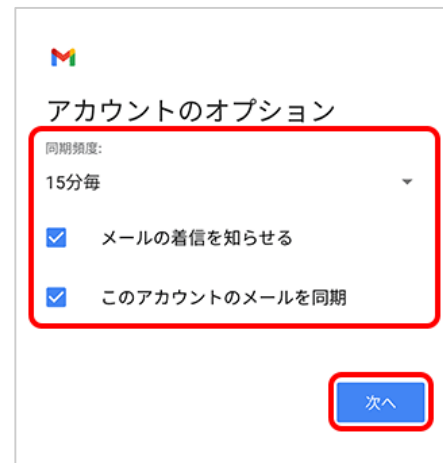 アカウントのオプション
同期頻度:
15分毎
メールの着信を知らせる
このアカウントのメールを同期
次へ